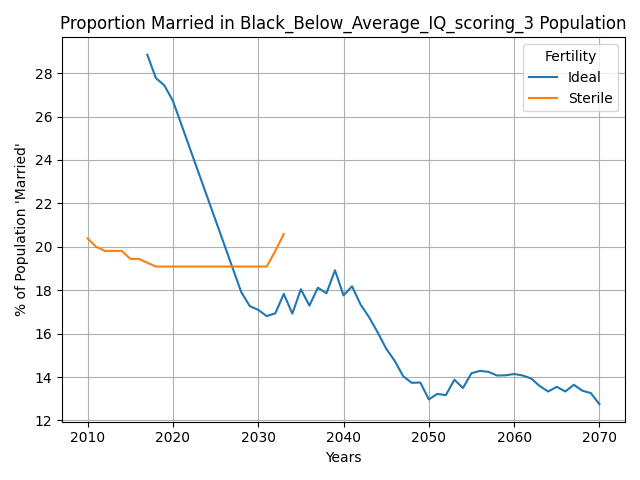 Proportion Married in Black_Below_Average_IQ_scoring_3 Population
Fertility
Ideal
Sterile
% of Population 'Married'
28
26
24
22
20
18
16
14
12
2010 2020 2030 2040 2050 2060 2070
Years